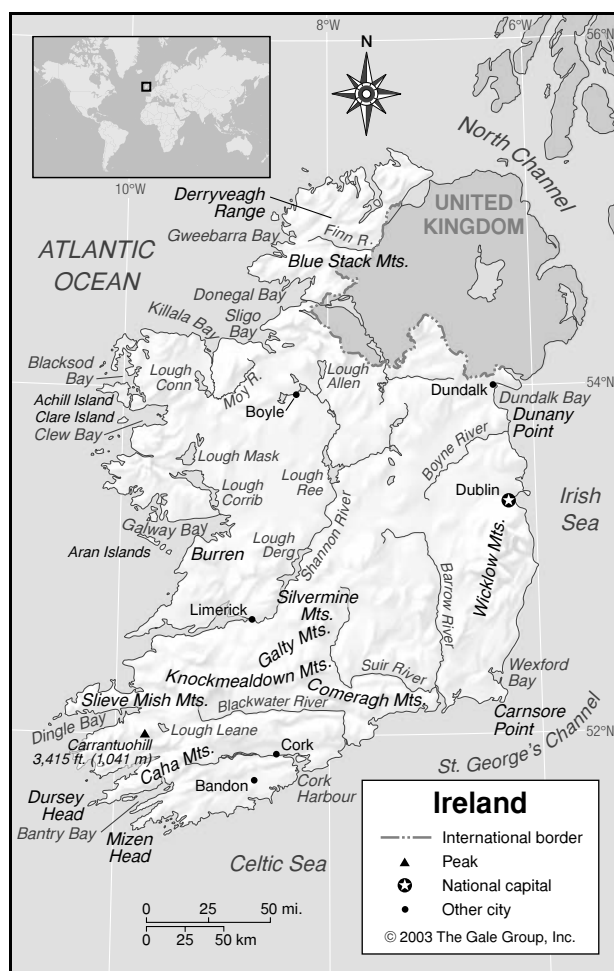 8°W
6°W
56°N
N
North Channel
10°W
Derryveagh
Range
UNITED
KINGDOM
Gweebarra Bay
Finn R.
ATLANTIC
OCEAN
Blue Stack Mts.
Donegal Bay
Sligo
Bay
Killala Bay
Blacksod
Bay
Lough
Conn
Moy R.
Lough
Allen
54°N
Achill Island
Boyle
Dundalk
Dundalk Bay
Clare Island
Dunany
Point
Clew Bay
Boyne River
Lough Mask
Lough
Ree
Lough
Corrib
Dublin
Irish
Sea
Galway Bay
Shannon River
Aran Islands
Burren
Lough
Derg
Wicklow Mts.
Barrow River
Silvermine
Mts.
Limerick
Galty Mts.
Knockmealdown Mts.
Suir River
Wexford
Bay
Slieve Mish Mts.
Comeragh Mts.
Carnsore
Point
Dingle Bay
Blackwater River
St. George's Channel
52°N
Lough Leane
Carrantuohill
3,415 ft. (1,041 m)
Caha Mts.
Cork
Bandon
Cork
Harbour
Dursey
Head
Bantry Bay
Mizen
Head
Celtic Sea
Ireland
International border
Peak
National capital
Other city
© 2003 The Gale Group, Inc.
0 25 50 mi.
0 25 50 km